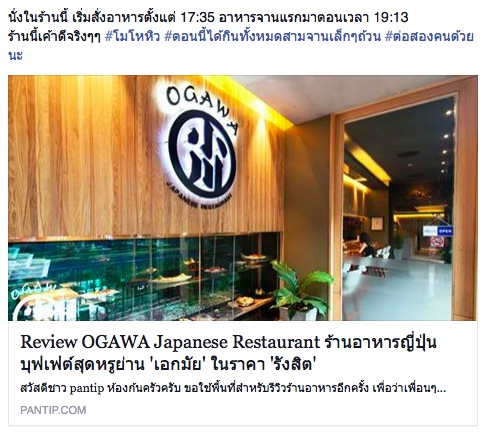 นั่งในร้านนี้ เริ่มสั่งอาหารตั้งแต่ 17:35 อาหารจานแรกมาตอนเวลา 19:13
ร้านนี้เค้าดีจริงๆๆ #โมโหหิว #ตอนนี้ได้กินทั้งหมดสามจานเล็กๆถ้วน #ต่อสองคนด้วย
นะ
OGAWA
JAPANESE RESTAURANT
OGAWA
OPEN
Review OGAWA Japanese Restaurant ร้านอาหารญี่ปุ่น
บุฟเฟต์สุดหรูย่าน 'เอกมัย' ในราคา 'รังสิต'
สวัสดีชาว pantip ห้องก้นครัวครับ ขอใช้พื้นที่สำหรับรีวิวร้านอาหารอีกครั้ง เพื่อว่าเพื่อนๆ...
PANTIP.COM